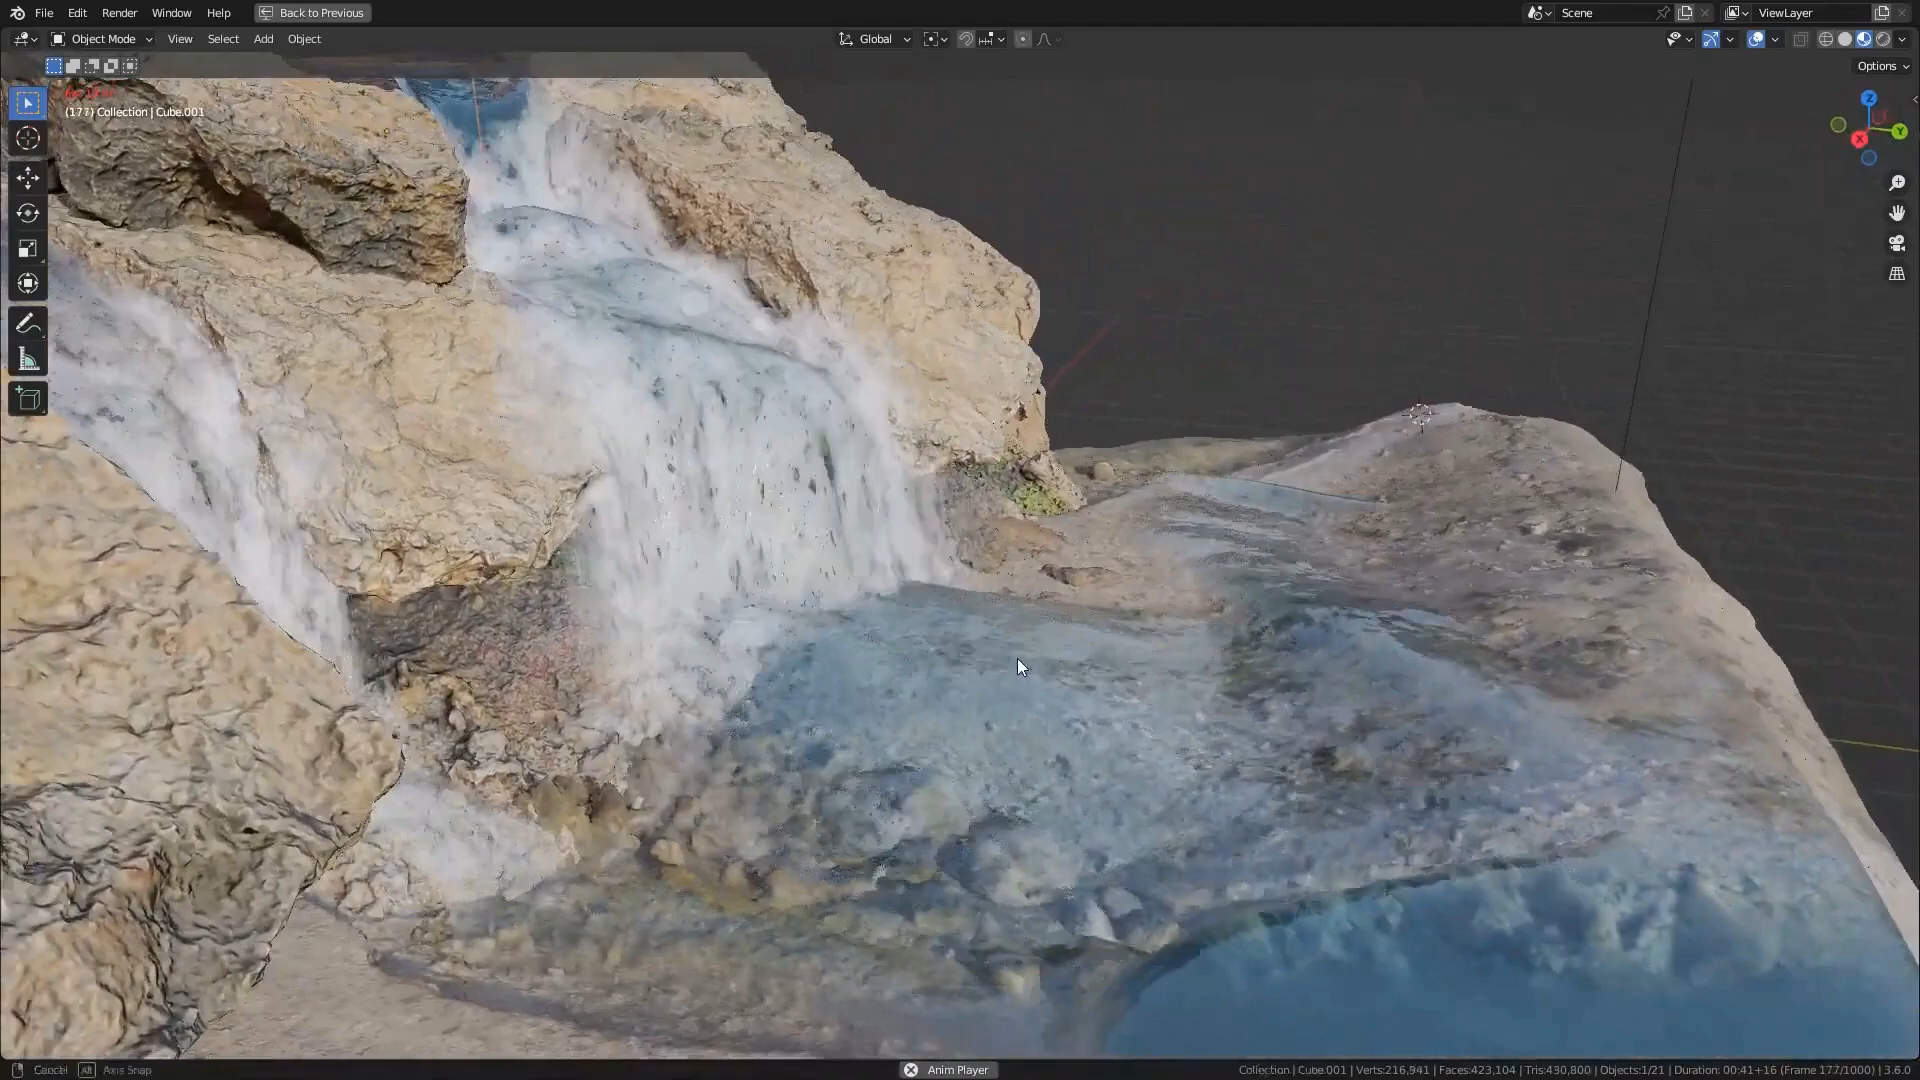 File Edit Render Window Help Back to Previous Scene ViewLayer
Object Mode View Select Add Object Global
Options
(177) Collection | Cube.001
Z
Y
X
Cancel Alt Axis Snap Anim Player Collection | Cube.001 | Verts:216,941 | Faces:423,104 | Tris:430,800 | Objects:1/21 | Duration: 00:41+16 (Frame 177/1000) | 3.6.0